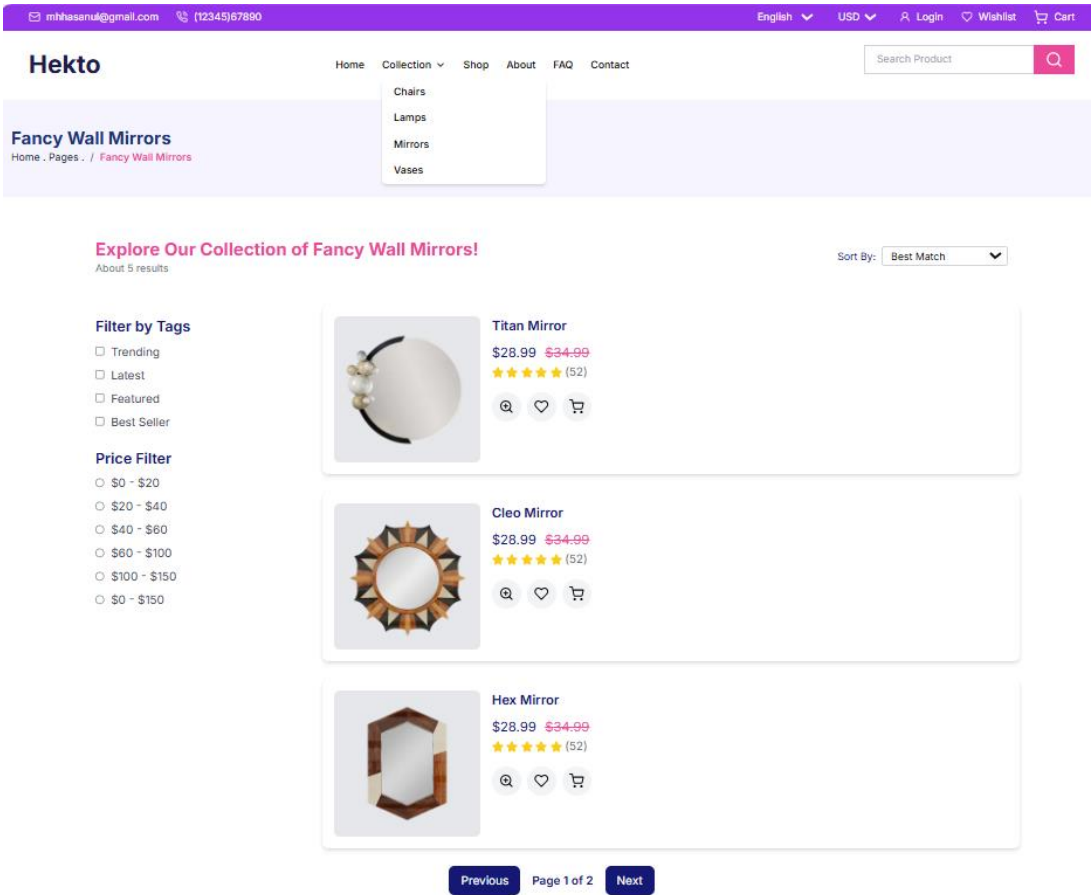 mhhasanul@gmail.com (12345)67890 English USD Login Wishlist Cart
Hekto Home Collection Shop About FAQ Contact Search Product
Chairs
Lamps
Mirrors
Vases
Fancy Wall Mirrors
Home . Pages . / Fancy Wall Mirrors
Explore Our Collection of Fancy Wall Mirrors!
About 5 results
Sort By: Best Match
Filter by Tags
Trending
Latest
Featured
Best Seller
Price Filter
$0 - $20
$20 - $40
$40 - $60
$60 - $100
$100 - $150
$0 - $150
Titan Mirror
$28.99 $34.99
(52)
Cleo Mirror
$28.99 $34.99
(52)
Hex Mirror
$28.99 $34.99
(52)
Previous Page 1 of 2 Next